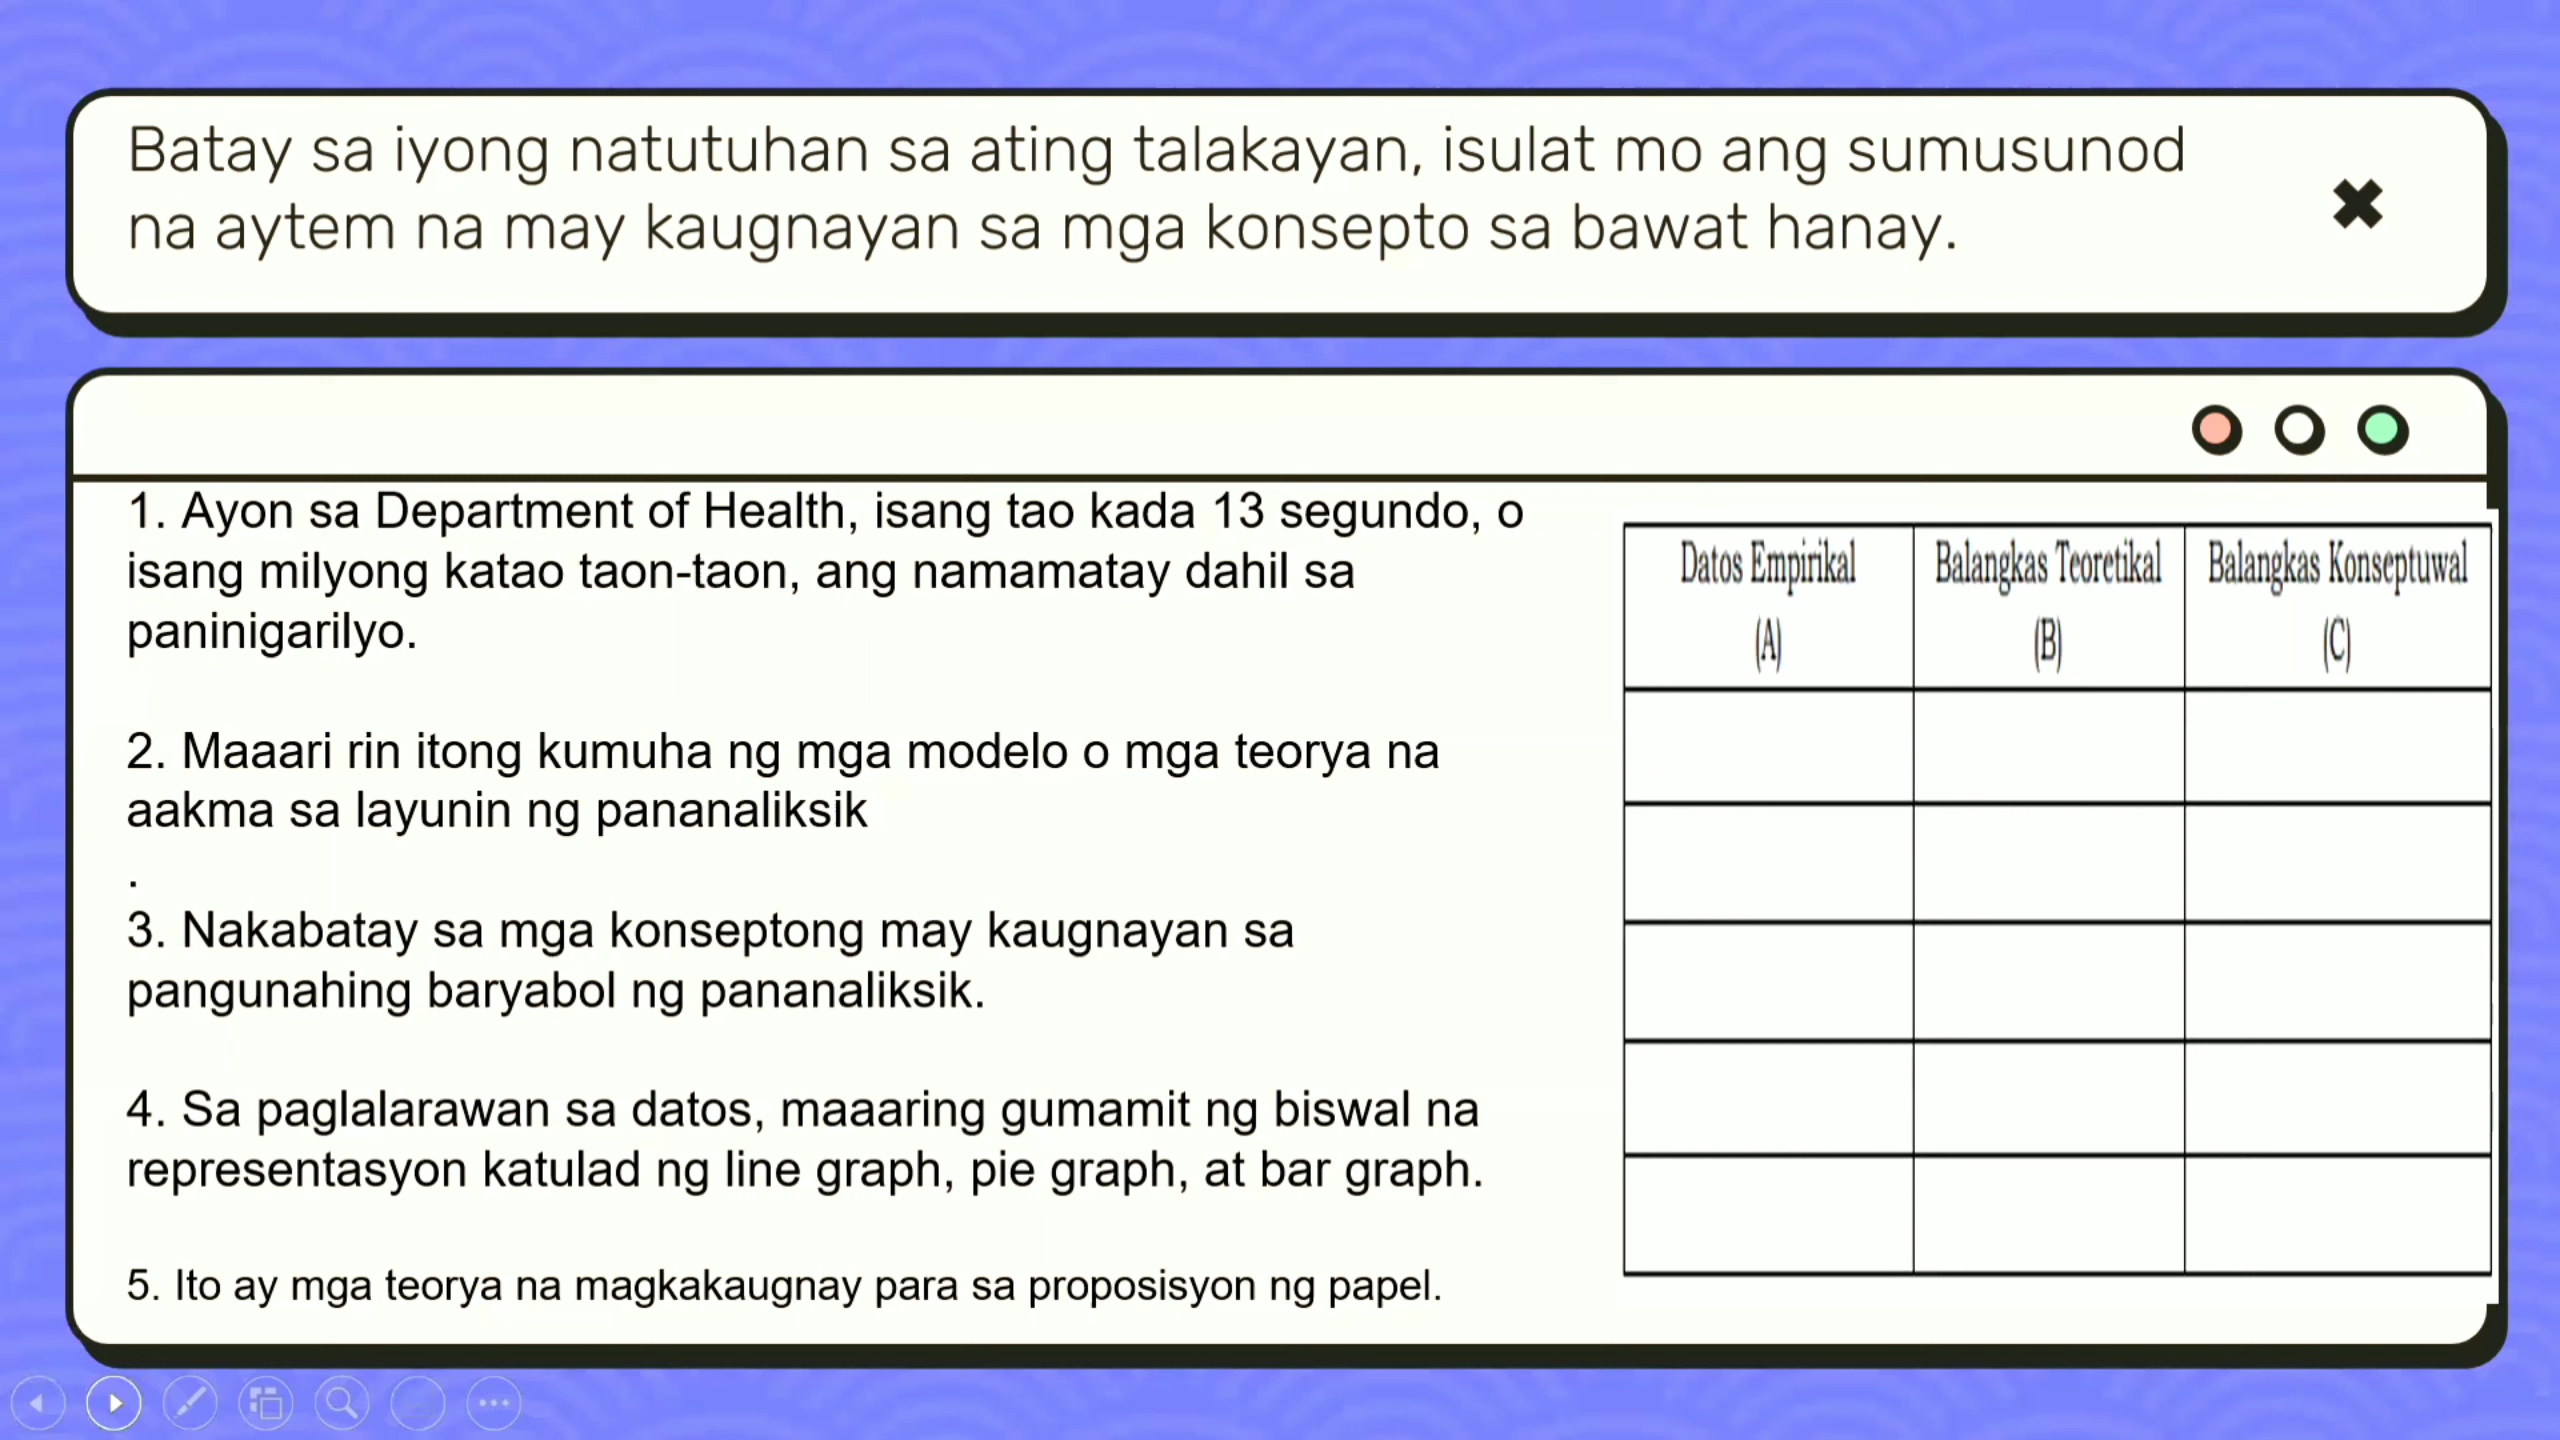 Batay sa iyong natutuhan sa ating talakayan, isulat mo ang sumusunod
na aytem na may kaugnayan sa mga konsepto sa bawat hanay.
1. Ayon sa Department of Health, isang tao kada 13 segundo, o
isang milyong katao taon-taon, ang namamatay dahil sa
paninigarilyo.
2. Maaari rin itong kumuha ng mga modelo o mga teorya na
aakma sa layunin ng pananaliksik
.
3. Nakabatay sa mga konseptong may kaugnayan sa
pangunahing baryabol ng pananaliksik.
4. Sa paglalarawan sa datos, maaaring gumamit ng biswal na
representasyon katulad ng line graph, pie graph, at bar graph.
5. Ito ay mga teorya na magkakaugnay para sa proposisyon ng papel.
Datos Empirikal
(A)
Balangkas Teoretikal
(B)
Balangkas Konseptuwal
(C)